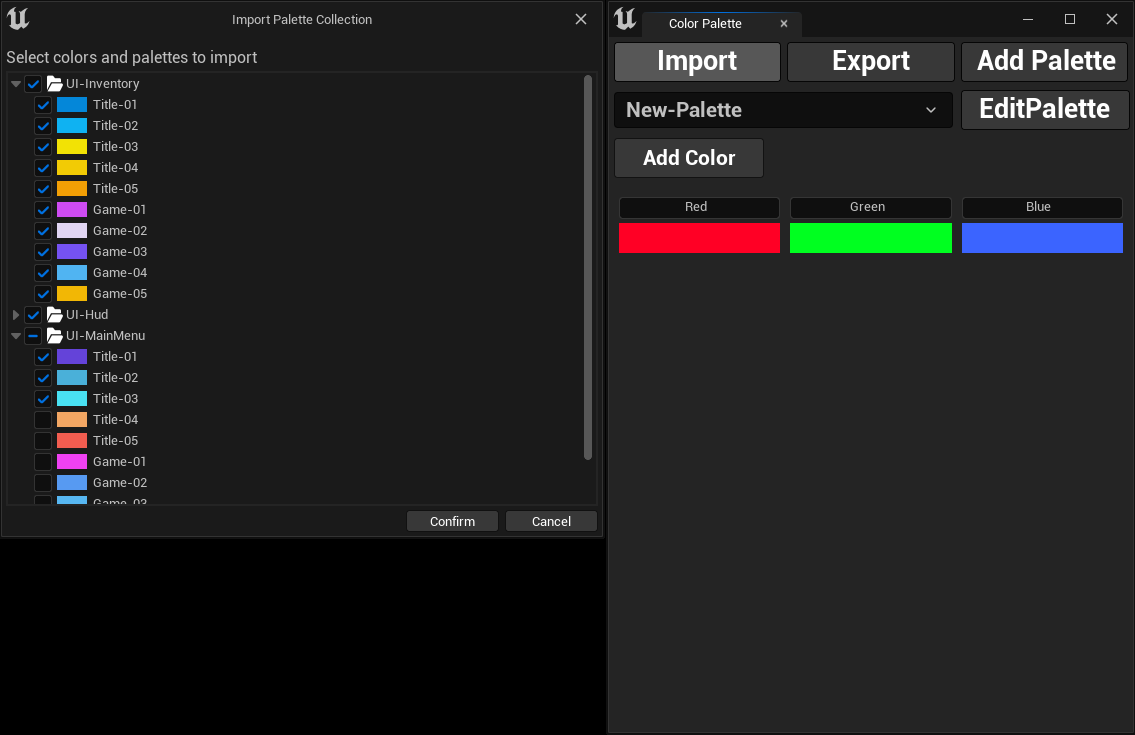 Import Palette Collection
Select colors and palettes to import
UI-Inventory
Title-01
Title-02
Title-03
Title-04
Title-05
Game-01
Game-02
Game-03
Game-04
Game-05
UI-Hud
UI-MainMenu
Title-01
Title-02
Title-03
Title-04
Title-05
Game-01
Game-02
Game-03
Confirm Cancel
Color Palette
Import Export Add Palette
New-Palette EditPalette
Add Color
Red Green Blue